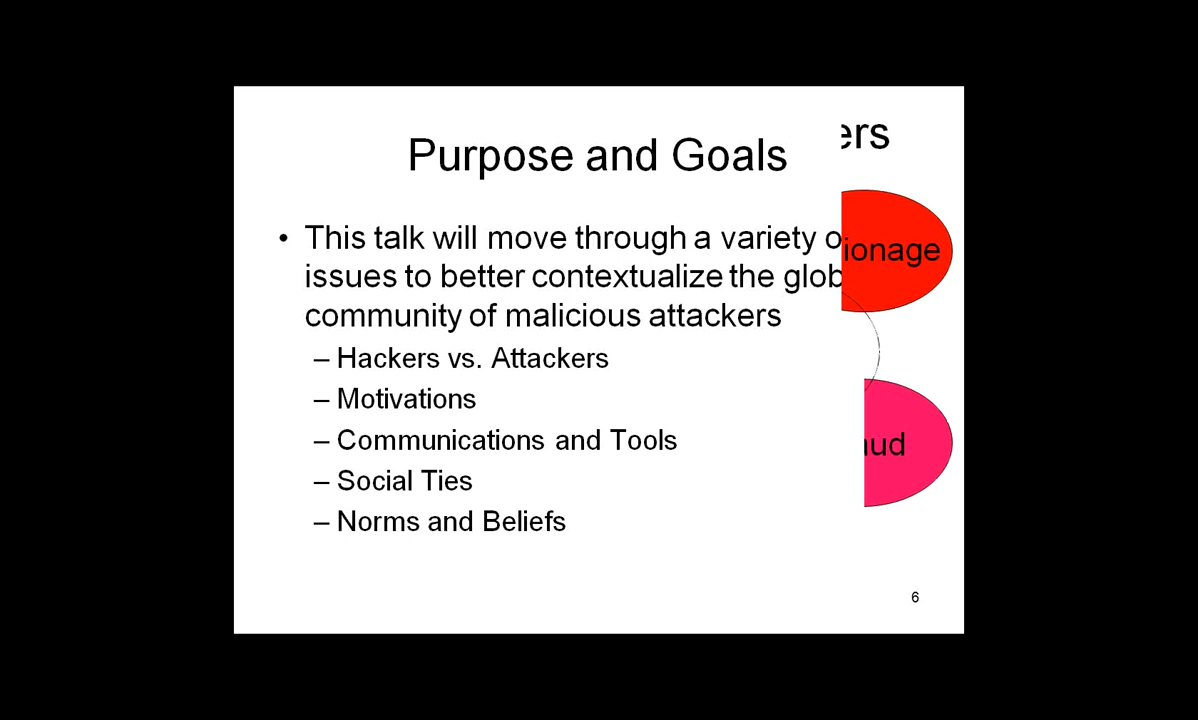 Purpose and Goals
ers
• This talk will move through a variety o
issues to better contextualize the glob
community of malicious attackers
– Hackers vs. Attackers
– Motivations
– Communications and Tools
– Social Ties
– Norms and Beliefs
ionage
aud
6